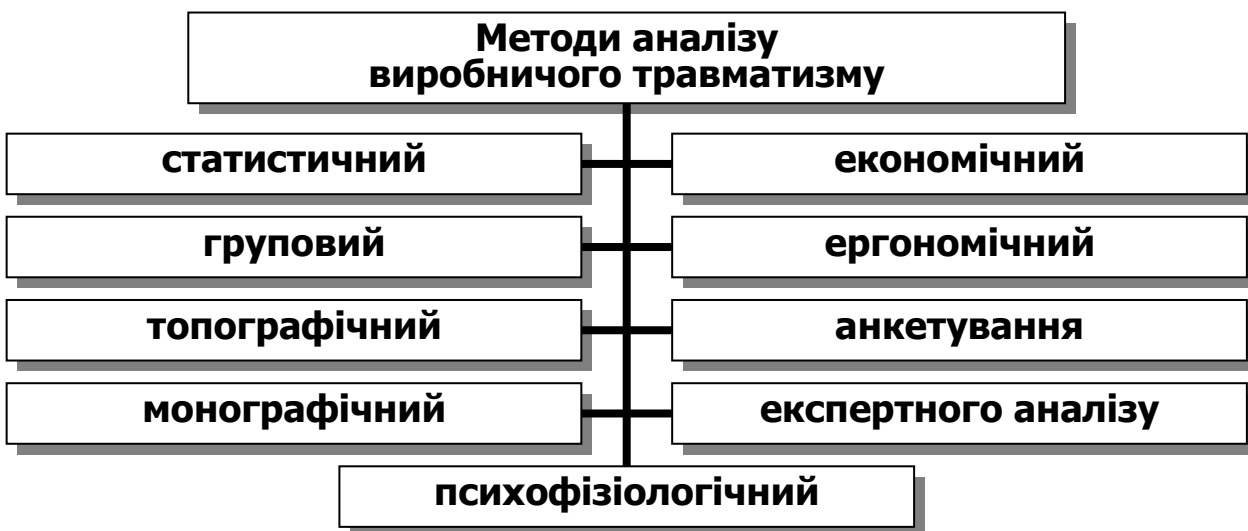 Методи аналізу
виробничого травматизму
статистичний
економічний
груповий
ергономічний
топографічний
анкетування
монографічний
експертного аналізу
психофізіологічний